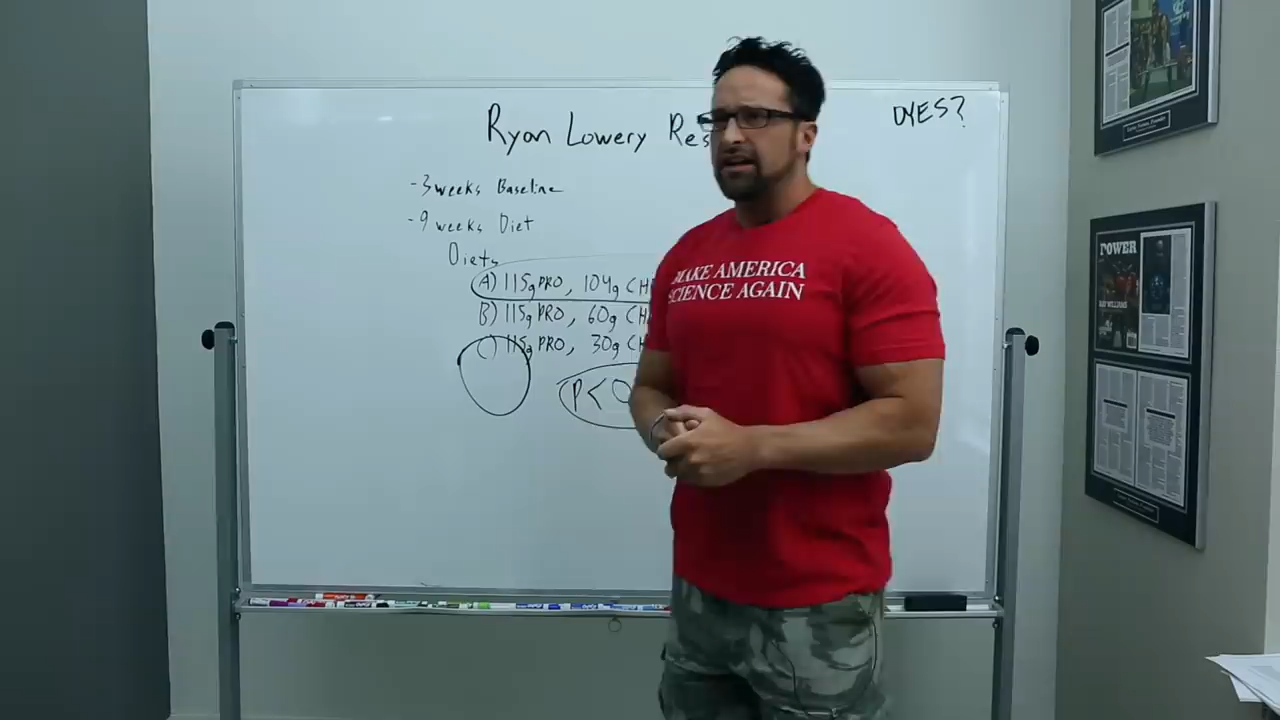 Ryan Lowery Res
DYES?
-3 weeks Baseline
-9 weeks Diet
Diets
A) 115g PRO, 104g CH
B) 115g PRO, 60g CH
C) 115g PRO, 30g CH
P<0
MAKE AMERICA
SCIENCE AGAIN
POWER